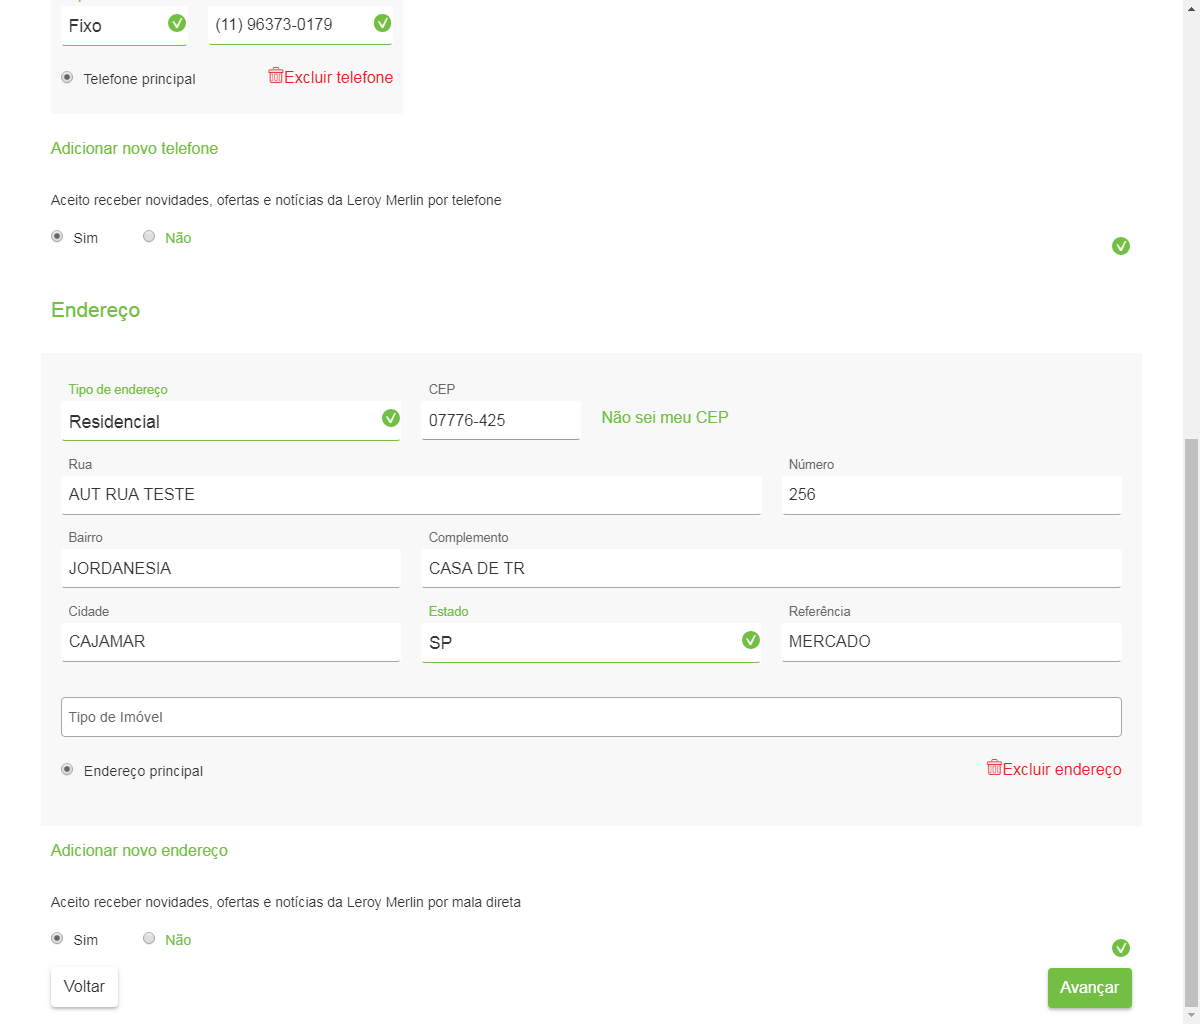 Fixo
(11) 96373-0179
Telefone principal
Excluir telefone
Adicionar novo telefone
Aceito receber novidades, ofertas e notícias da Leroy Merlin por telefone
Sim
Não
Endereço
Tipo de endereço
CEP
Residencial
07776-425
Não sei meu CEP
Rua
Número
AUT RUA TESTE
256
Bairro
Complemento
JORDANESIA
CASA DE TR
Cidade
Estado
Referência
CAJAMAR
SP
MERCADO
Tipo de Imóvel
Endereço principal
Excluir endereço
Adicionar novo endereço
Aceito receber novidades, ofertas e notícias da Leroy Merlin por mala direta
Sim
Não
Voltar
Avançar